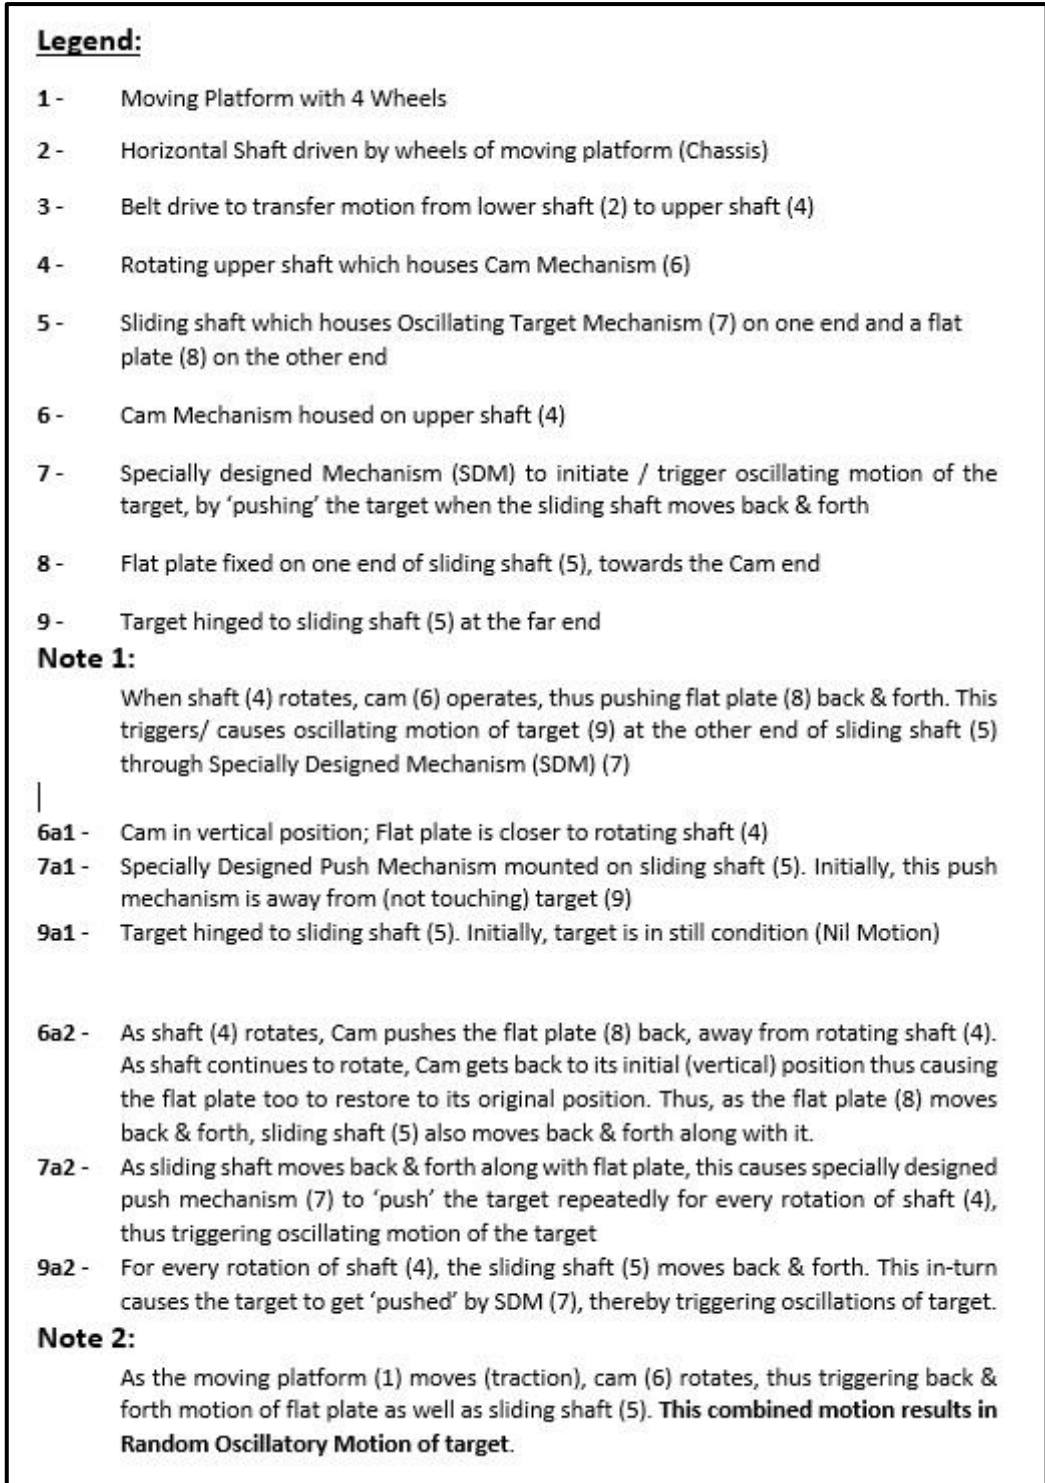 Legend:
1 - Moving Platform with 4 Wheels
2 - Horizontal Shaft driven by wheels of moving platform (Chassis)
3 - Belt drive to transfer motion from lower shaft (2) to upper shaft (4)
4 - Rotating upper shaft which houses Cam Mechanism (6)
5 - Sliding shaft which houses Oscillating Target Mechanism (7) on one end and a flat
plate (8) on the other end
6 - Cam Mechanism housed on upper shaft (4)
7 - Specially designed Mechanism (SDM) to initiate / trigger oscillating motion of the
target, by ‘pushing’ the target when the sliding shaft moves back & forth
8 - Flat plate fixed on one end of sliding shaft (5), towards the Cam end
9 - Target hinged to sliding shaft (5) at the far end
Note 1:
When shaft (4) rotates, cam (6) operates, thus pushing flat plate (8) back & forth. This
triggers/ causes oscillating motion of target (9) at the other end of sliding shaft (5)
through Specially Designed Mechanism (SDM) (7)
6a1 - Cam in vertical position; Flat plate is closer to rotating shaft (4)
7a1 - Specially Designed Push Mechanism mounted on sliding shaft (5). Initially, this push
mechanism is away from (not touching) target (9)
9a1 - Target hinged to sliding shaft (5). Initially, target is in still condition (Nil Motion)
6a2 - As shaft (4) rotates, Cam pushes the flat plate (8) back, away from rotating shaft (4).
As shaft continues to rotate, Cam gets back to its initial (vertical) position thus causing
the flat plate too to restore to its original position. Thus, as the flat plate (8) moves
back & forth, sliding shaft (5) also moves back & forth along with it.
7a2 - As sliding shaft moves back & forth along with flat plate, this causes specially designed
push mechanism (7) to ‘push’ the target repeatedly for every rotation of shaft (4),
thus triggering oscillating motion of the target
9a2 - For every rotation of shaft (4), the sliding shaft (5) moves back & forth. This in-turn
causes the target to get ‘pushed’ by SDM (7), thereby triggering oscillations of target.
Note 2:
As the moving platform (1) moves (traction), cam (6) rotates, thus triggering back &
forth motion of flat plate as well as sliding shaft (5). This combined motion results in
Random Oscillatory Motion of target.